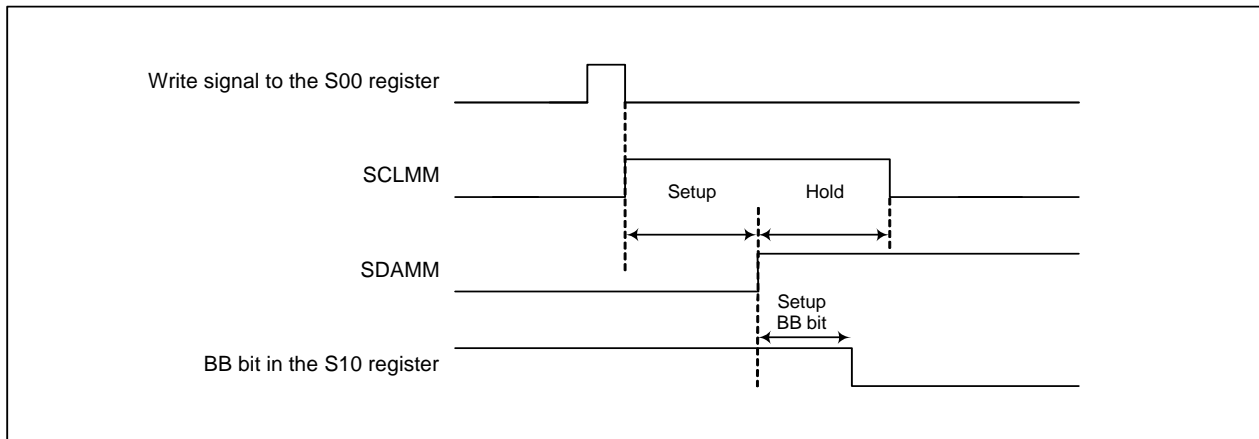 Write signal to the S00 register
SCLMM
Setup
Hold
SDAMM
Setup
BB bit
BB bit in the S10 register